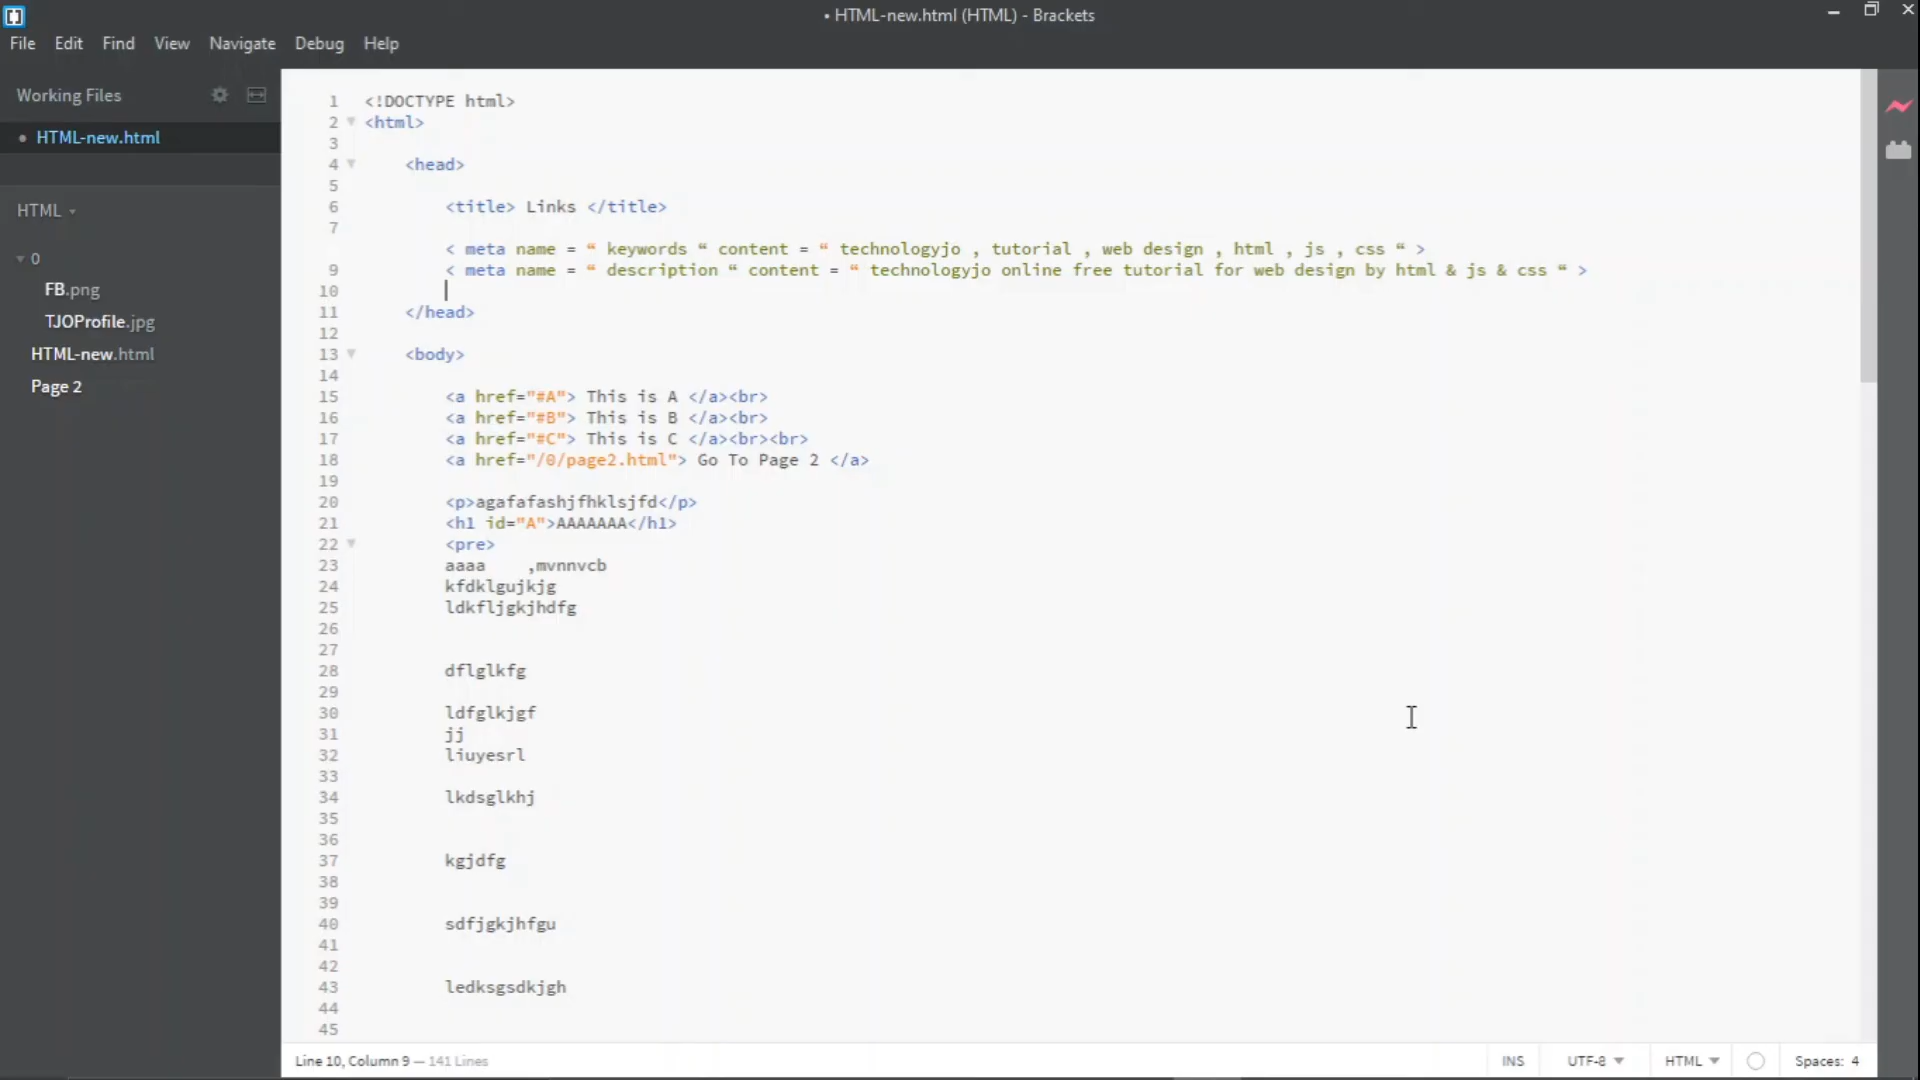 • HTML-new.html (HTML) - Brackets
File Edit Find View Navigate Debug Help
Working Files
• HTML-new.html
HTML
0
FB.png
TJOProfile.jpg
HTML-new.html
Page 2
1 <!DOCTYPE html>
2 <html>
3
4 <head>
5
6 <title> Links </title>
7
< meta name = “ keywords “ content = “ technologyjo , tutorial , web design , html , js , css “ >
9 < meta name = “ description “ content = “ technologyjo online free tutorial for web design by html & js & css “ >
10
11 </head>
12
13 <body>
14
15 <a href="#A"> This is A </a><br>
16 <a href="#B"> This is B </a><br>
17 <a href="#C"> This is C </a><br><br>
18 <a href="/0/page2.html"> Go To Page 2 </a>
19
20 <p>agafafashjfhklsjfd</p>
21 <h1 id="A">AAAAAAA</h1>
22 <pre>
23 aaaa    ,mvnnvcb
24 kfdklgujkjg
25 ldkfljgkjhdfg
26
27
28 dflglkfg
29
30 ldfglkjgf
31 jj
32 liuyesrl
33
34 lkdsglkhj
35
36
37 kgjdfg
38
39
40 sdfjgkjhfgu
41
42
43 ledksgsdkjgh
44
45
Line 10, Column 9 — 141 Lines INS UTF-8 HTML Spaces: 4